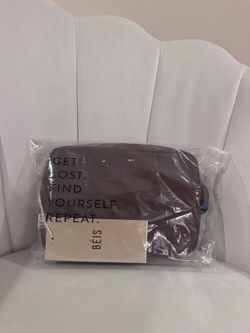 GET
LOST.
FIND
YOURSELF.
REPEAT.
BÉIS